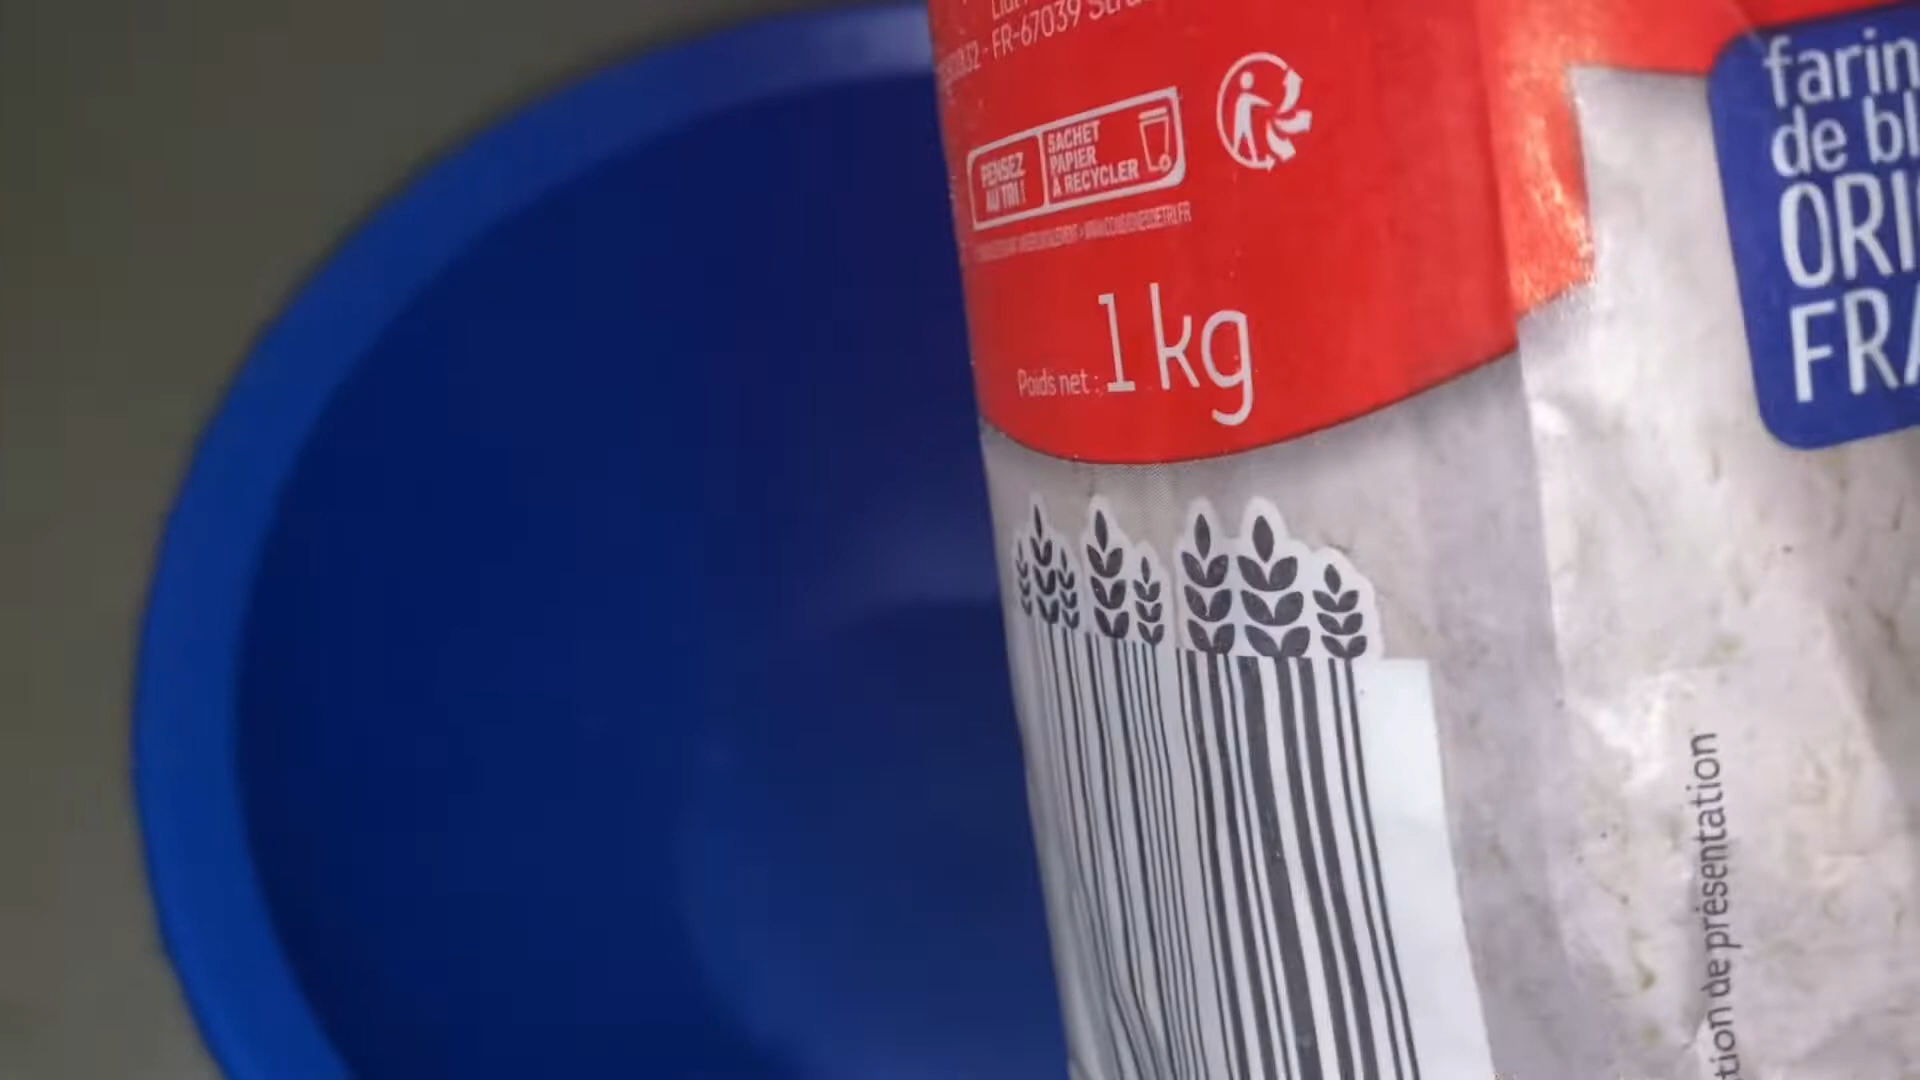 FR-67039
PENSEZ
AU TRI !
SACHET
PAPIER
À RECYCLER
Poids net : 1 kg
farin
de bl
ORI
FRA
tion de présentation